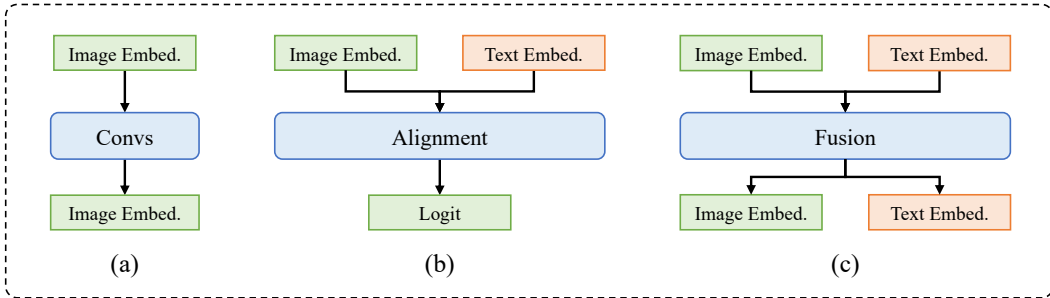 Image Embed.
Convs
Image Embed.
(a)
Image Embed. Text Embed.
Alignment
Logit
(b)
Image Embed. Text Embed.
Fusion
Image Embed. Text Embed.
(c)